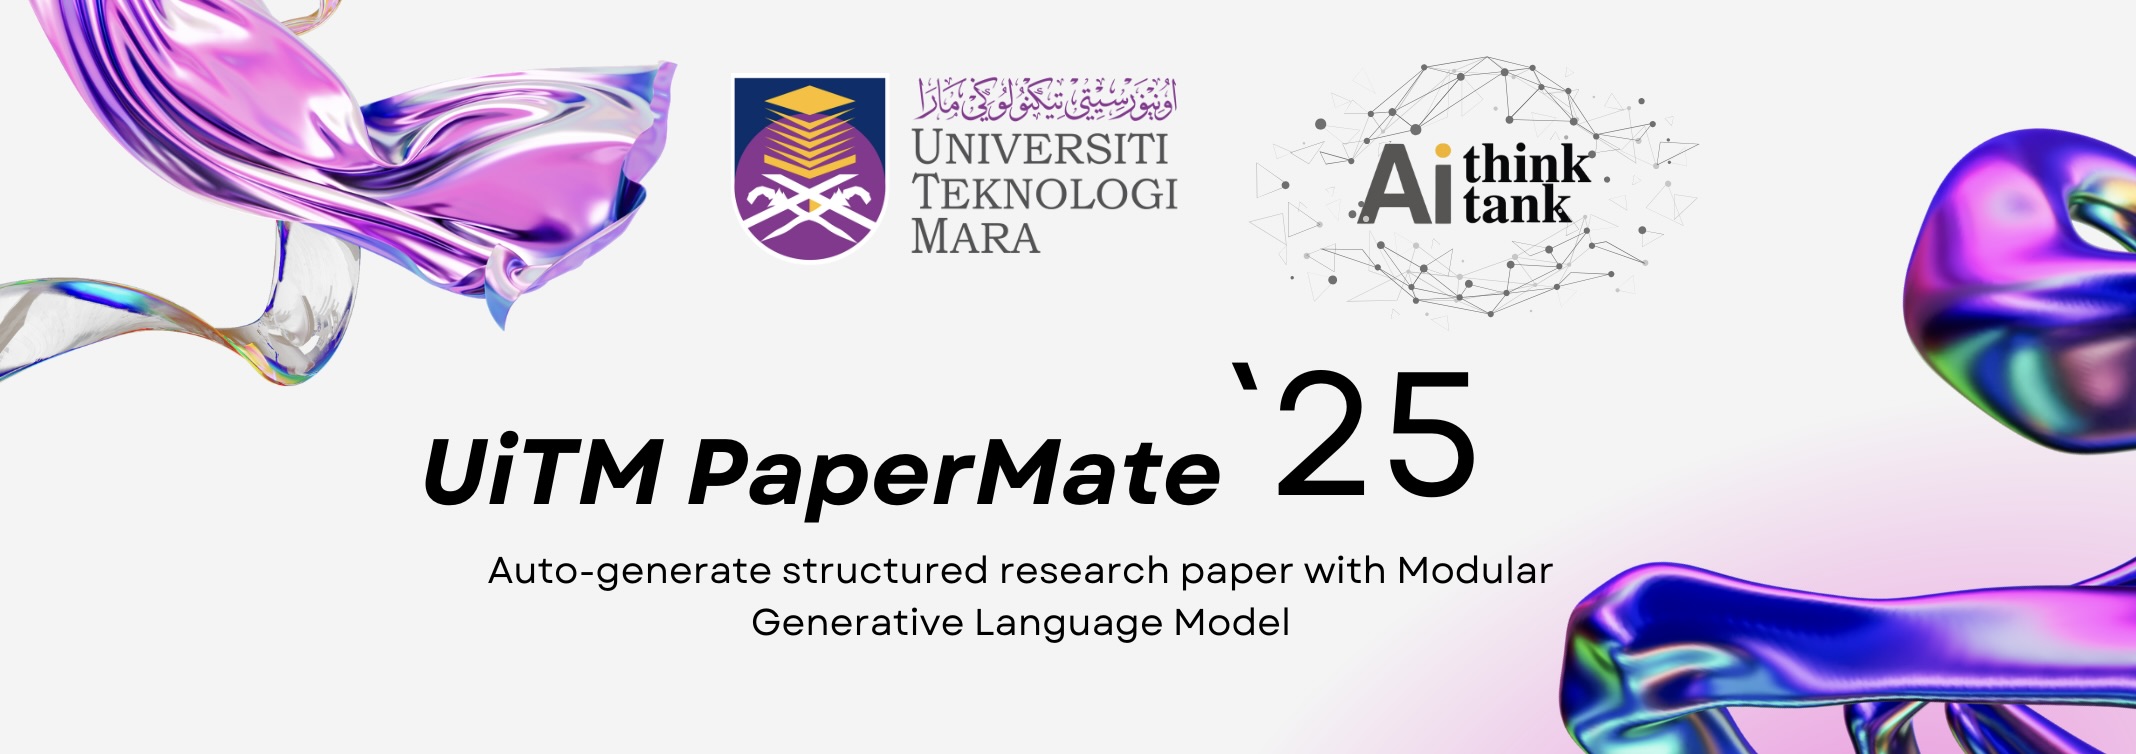 اونيۏرسيتي تيكنولوڬي مارا
UNIVERSITI
TEKNOLOGI
MARA
Ai think
tank
UiTM PaperMate `25
Auto-generate structured research paper with Modular
Generative Language Model